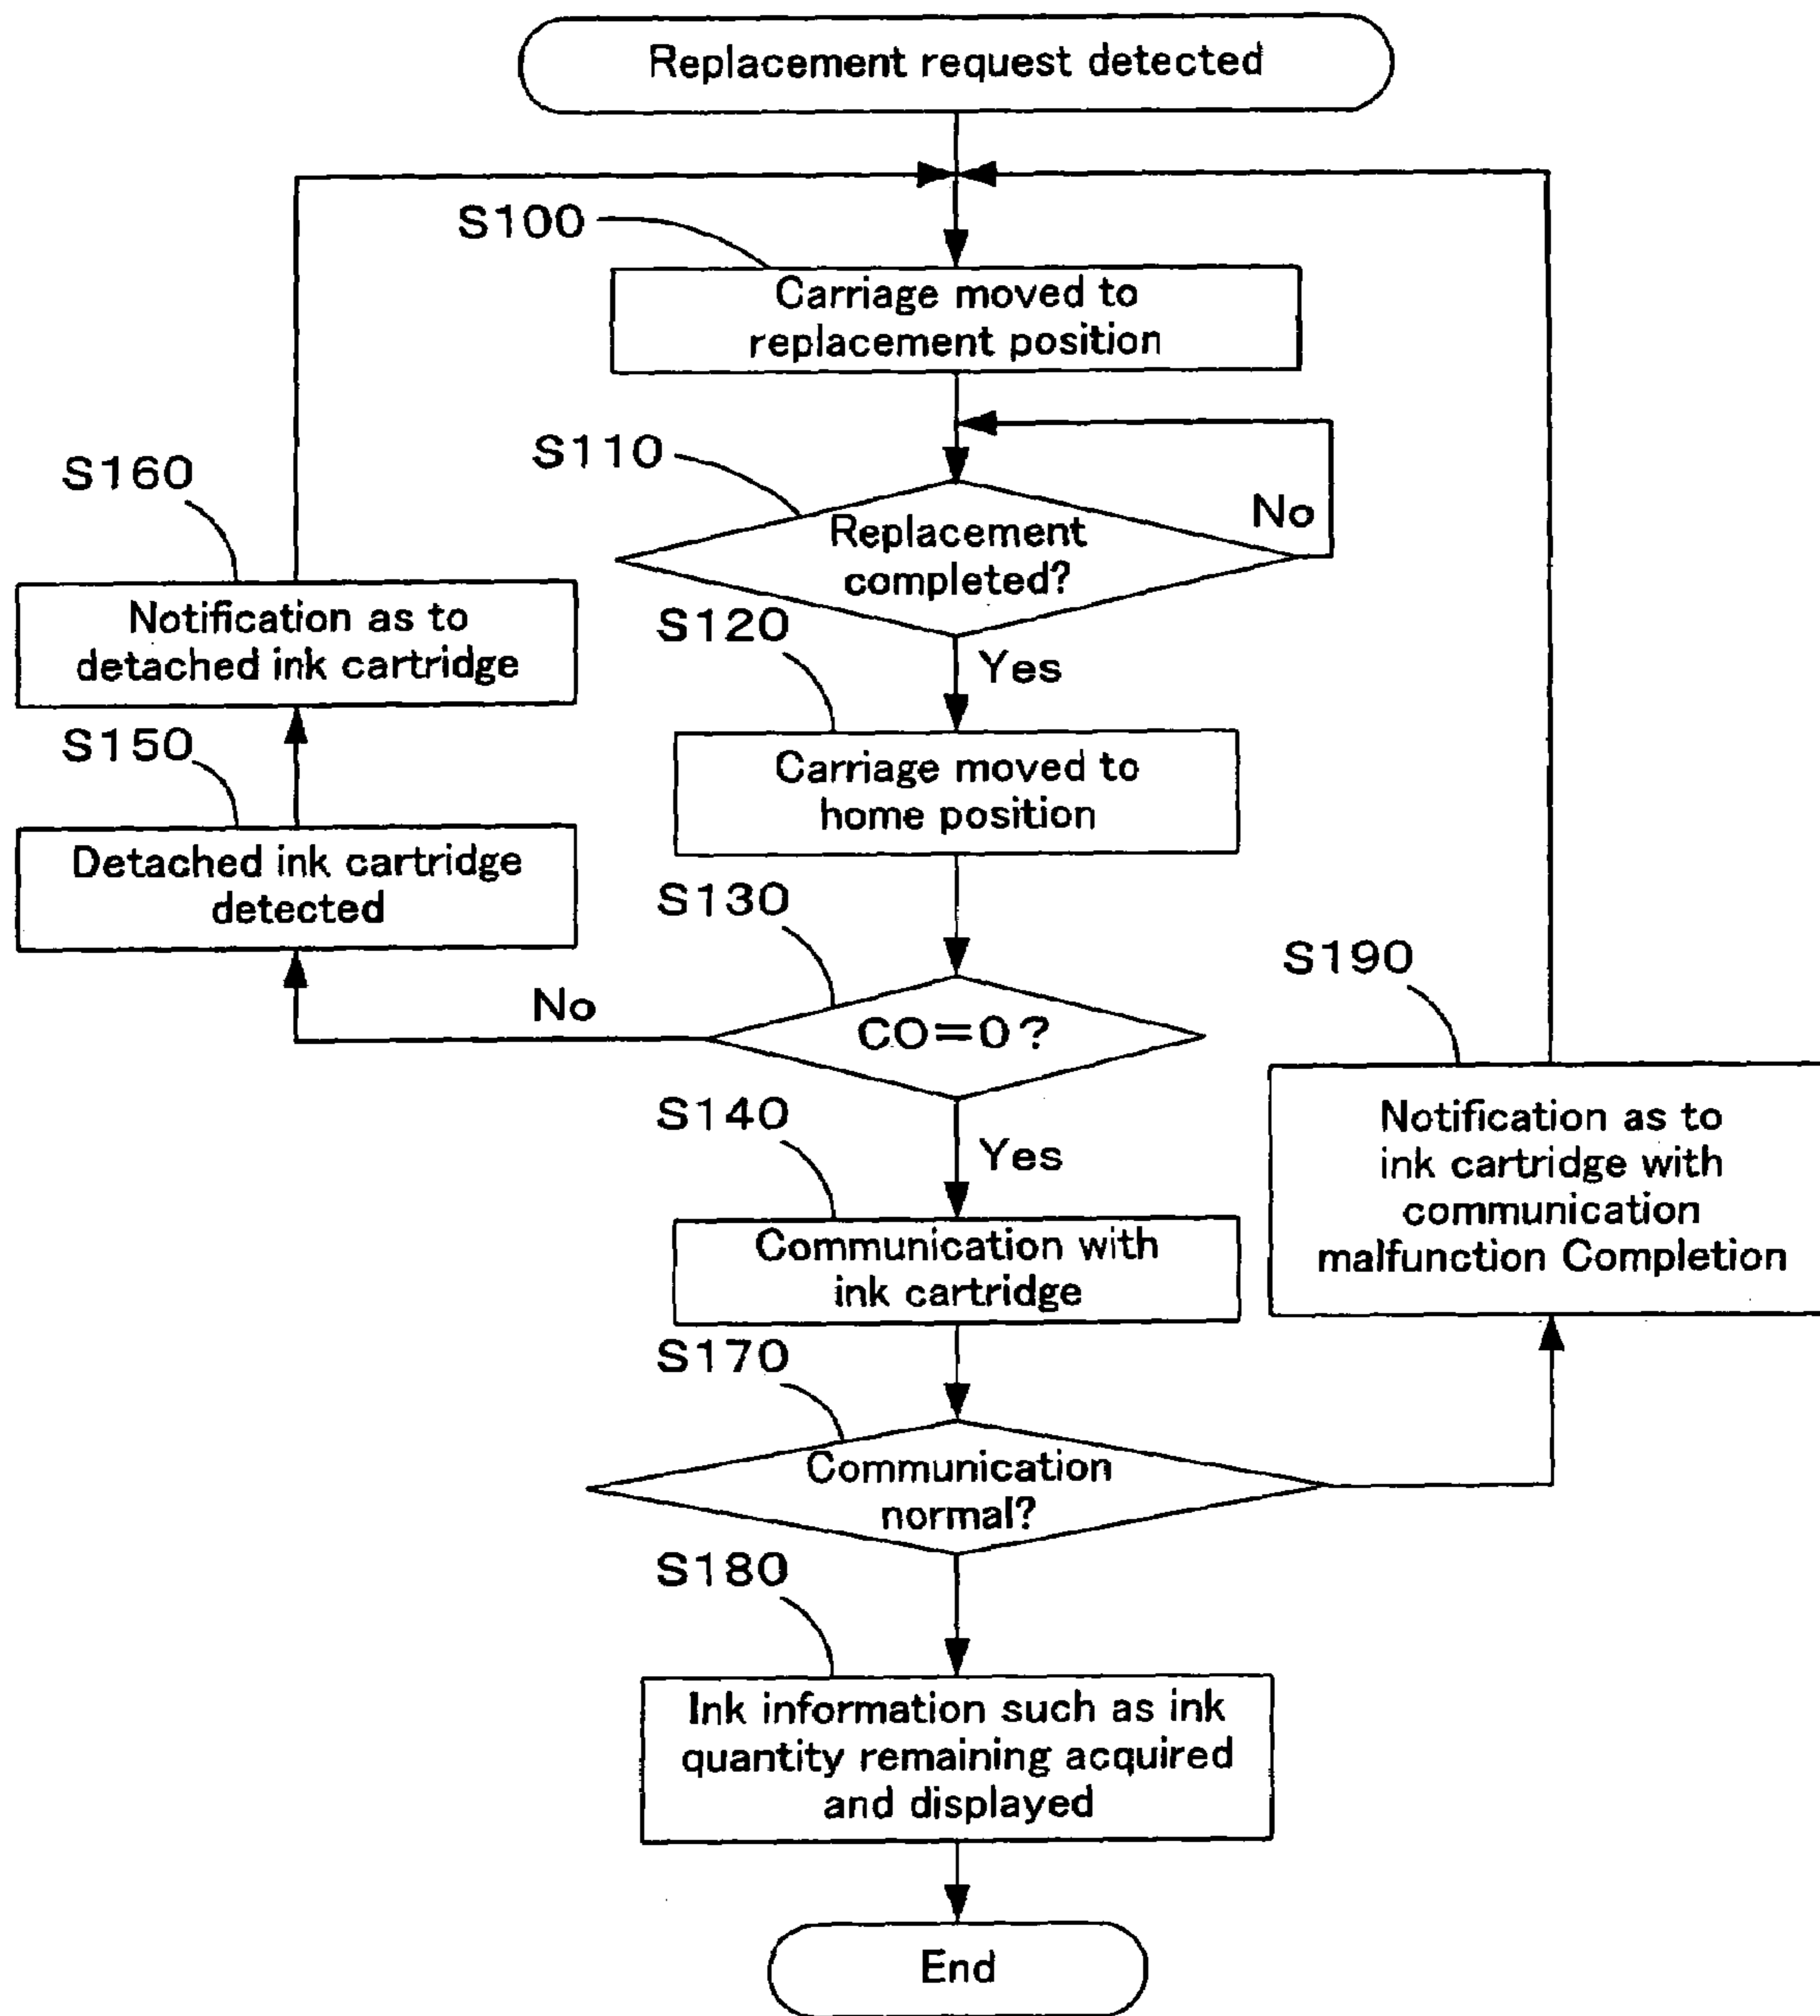 Replacement request detected
S100
Carriage moved to
replacement position
S110
Replacement
completed?
No
S160
Notification as to
detached ink cartridge
S120
Yes
S150
Carriage moved to
home position
Detached ink cartridge
detected
S130
No
CO=0?
S190
S140
Yes
Notification as to
ink cartridge with
communication
malfunction Completion
Communication with
ink cartridge
S170
Communication
normal?
S180
Ink information such as ink
quantity remaining acquired
and displayed
End